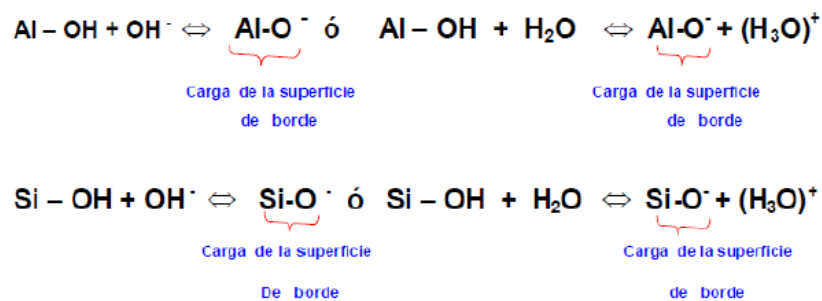 Al – OH + OH⁻ ⇔ Al-O⁻ ó Al – OH + H₂O ⇔ Al-O⁻ + (H₃O)⁺
Carga de la superficie Carga de la superficie
de borde de borde
Si – OH + OH⁻ ⇔ Si-O⁻ ó Si – OH + H₂O ⇔ Si-O⁻ + (H₃O)⁺
Carga de la superficie Carga de la superficie
De borde de borde